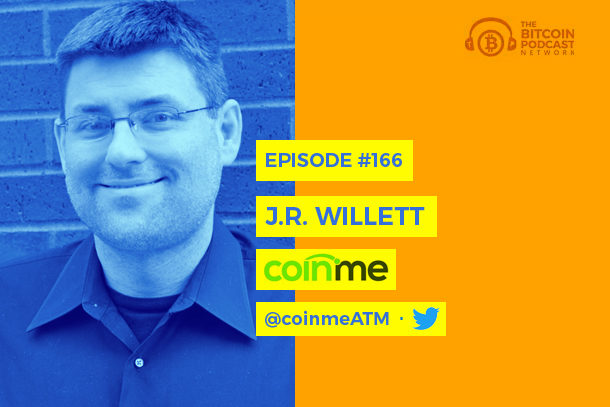 THE
BITCOIN
PODCAST
NETWORK
EPISODE #166
J.R. WILLETT
coinme
@coinmeATM ·